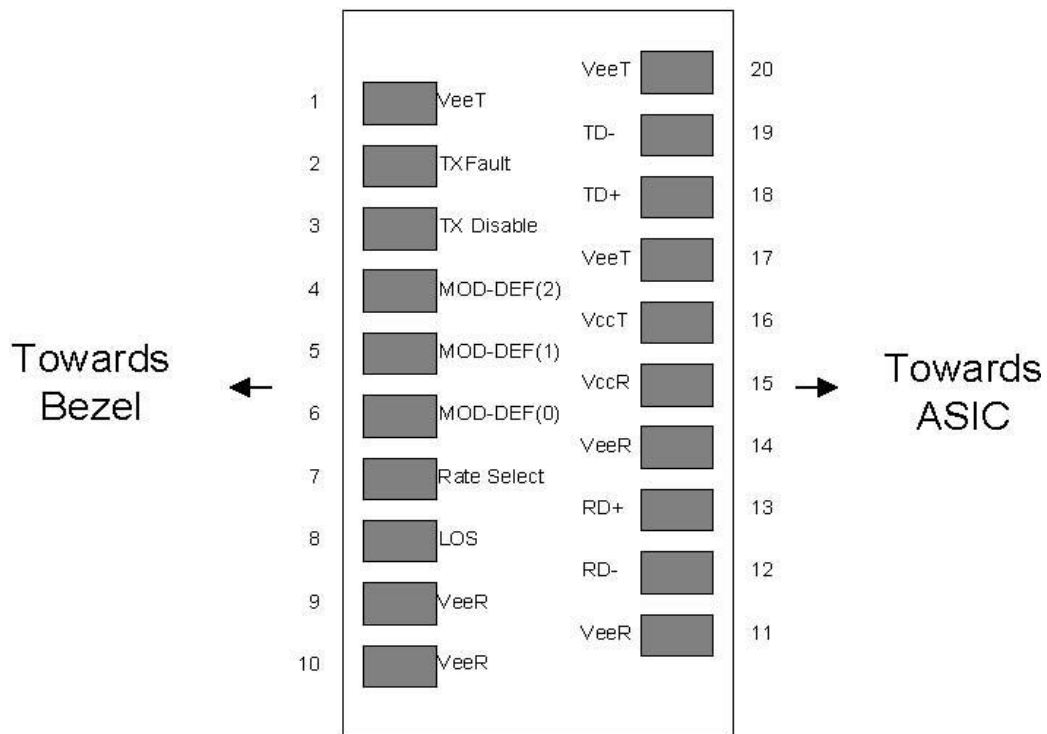 VeeT 20
1 VeeT
TD- 19
2 TXFault
TD+ 18
3 TX Disable
VeeT 17
4 MOD-DEF(2)
VccT 16
5 MOD-DEF(1)
Towards
Bezel
VccR 15
Towards
ASIC
6 MOD-DEF(0)
VeeR 14
7 Rate Select
RD+ 13
8 LOS
RD- 12
9 VeeR
VeeR 11
10 VeeR